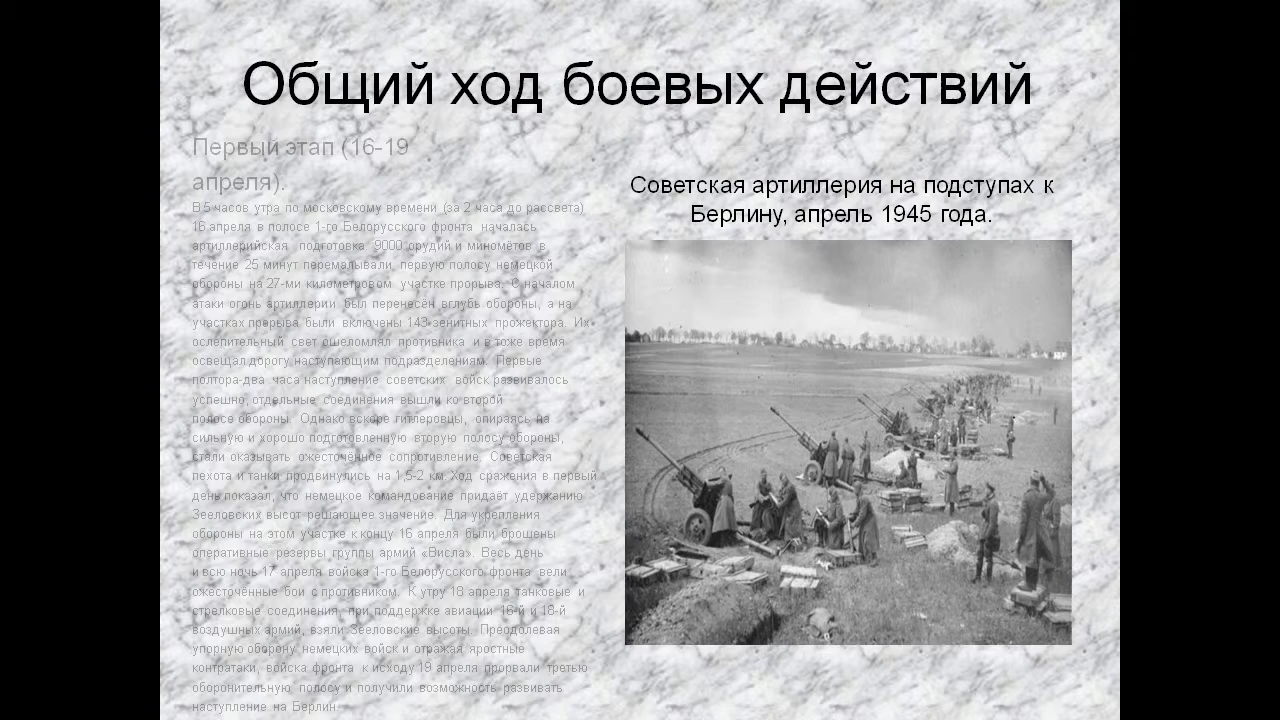 Общий ход боевых действий
Первый этап (16-19
апреля).
В 5 часов утра по московскому времени (за 2 часа до рассвета)
16 апреля в полосе 1-го Белорусского фронта началась
артиллерийская подготовка. 9000 орудий и миномётов в
течение 25 минут перемалывали первую полосу немецкой
обороны на 27-ми километровом участке прорыва. С началом
атаки огонь артиллерии был перенесён вглубь обороны, а на
участках прорыва были включены 143 зенитных прожектора. Их
ослепительный свет ошеломлял противника и в тоже время
освещал дорогу наступающим подразделениям. Первые
полтора-два часа наступление советских войск развивалось
успешно, отдельные соединения вышли ко второй
полосе обороны. Однако вскоре гитлеровцы, опираясь на
сильную и хорошо подготовленную вторую полосу обороны,
стали оказывать ожесточённое сопротивление. Советская
пехота и танки продвинулись на 1,5-2 км. Ход сражения в первый
день показал, что немецкое командование придаёт удержанию
Зееловских высот решающее значение. Для укрепления
обороны на этом участке к концу 16 апреля были брошены
оперативные резервы группы армий «Висла». Весь день
и всю ночь 17 апреля войска 1-го Белорусского фронта вели
ожесточённые бои с противником. К утру 18 апреля танковые и
стрелковые соединения, при поддержке авиации 16-й и 18-й
воздушных армий, взяли Зееловские высоты. Преодолевая
упорную оборону немецких войск и отражая яростные
контратаки, войска фронта к исходу 19 апреля прорвали третью
оборонительную полосу и получили возможность развивать
наступление на Берлин.
Советская артиллерия на подступах к
Берлину, апрель 1945 года.